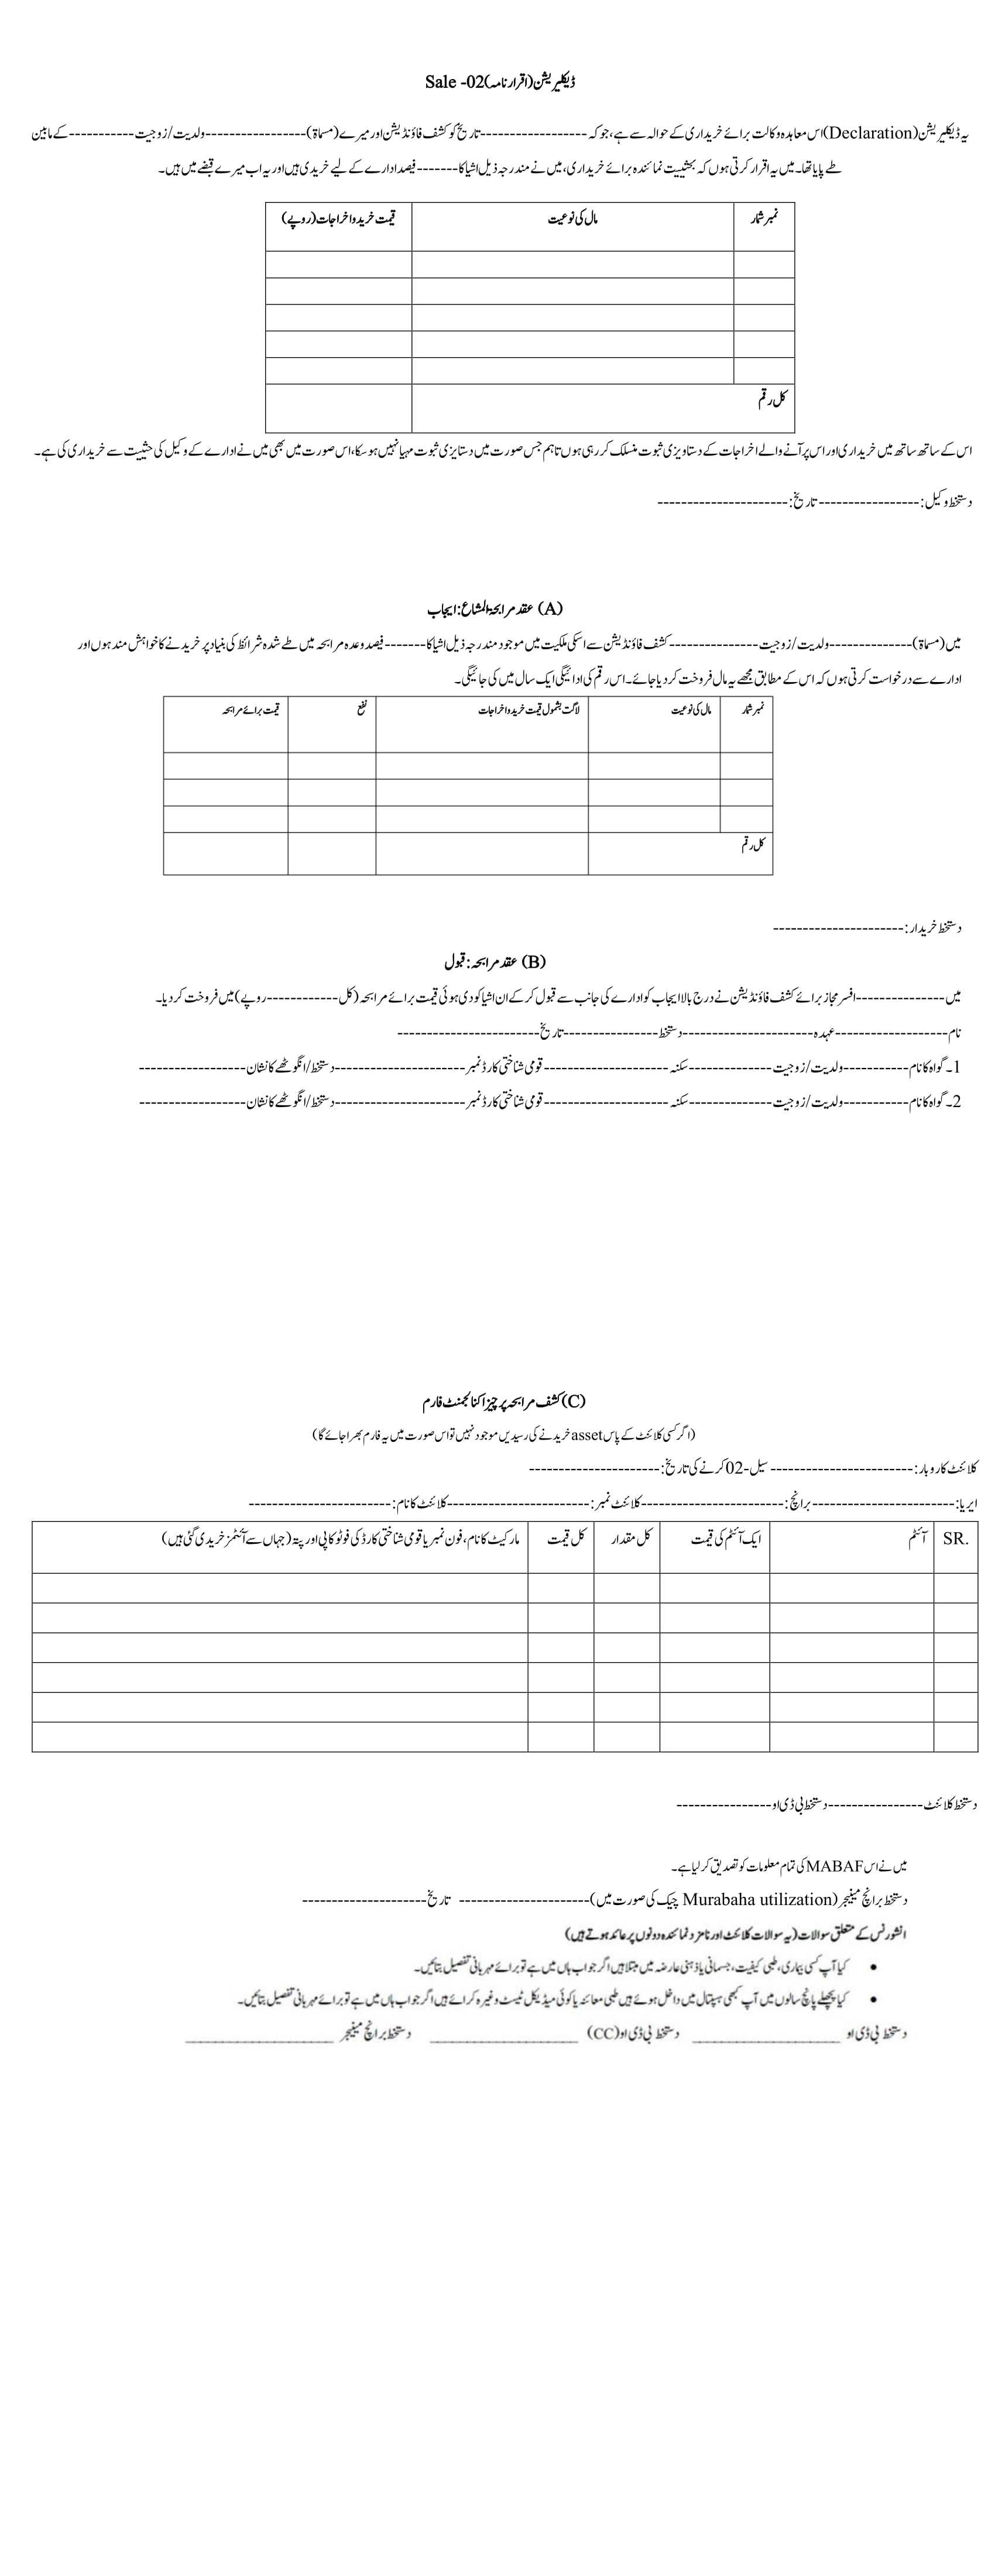 ڈیکلیریشن(اقرارنامہ)Sale -02
یہ ڈیکلیریشن(Declaration)اس معاہدہ وکالت برائے خریداری کے حوالہ سے ہے، جو کہ ------------------تاریخ کو کشف فاؤنڈیشن اور میرے (مسماۃ)-----------------ولدیت/زوجیت-----------کے مابین
طے پایا تھا۔ میں یہ اقرار کرتی ہوں کہ بحیثیت نمائندہ برائے خریداری، میں نے مندرجہ ذیل اشیا کا-------فیصد ادارے کے لیے خریدی ہیں اور یہ اب میرے قبضے میں ہیں۔
نمبر شمار مال کی نوعیت قیمت خرید و اخراجات (روپے)
کل رقم
اس کے ساتھ ساتھ میں خریداری اور اس پر آنے والے اخراجات کے دستاویزی ثبوت منسلک کر رہی ہوں تاہم جس صورت میں دستاویزی ثبوت مہیا نہیں ہو سکا، اس صورت میں بھی میں نے ادارے کے وکیل کی حیثیت سے خریداری کی ہے۔
دستخط وکیل:-----------------تاریخ:----------------------
(A) عقد مرابحۃ المشاع: ایجاب
میں (مسماۃ)--------------ولدیت/زوجیت---------------کشف فاؤنڈیشن سے اسکی ملکیت میں موجود مندرجہ ذیل اشیا کا-------فیصد وعدہ مرابحہ میں طے شدہ شرائط کی بنیاد پر خریدنے کا خواہش مند ہوں اور
ادارے سے درخواست کرتی ہوں کہ اس کے مطابق مجھے یہ مال فروخت کر دیا جائے۔ اس رقم کی ادائیگی ایک سال میں کی جائیگی۔
نمبر شمار مال کی نوعیت لاگت بشمول قیمت خرید و اخراجات نفع قیمت برائے مرابحہ
کل رقم
دستخط خریدار:----------------------
(B) عقد مرابحہ: قبول
میں---------------افسر مجاز برائے کشف فاؤنڈیشن نے درج بالا ایجاب کو ادارے کی جانب سے قبول کر کے ان اشیا کو دی ہوئی قیمت برائے مرابحہ (کل------------روپے) میں فروخت کر دیا۔
نام-------------------عہدہ----------------------دستخط----------------تاریخ------------------------
1۔ گواہ کا نام-----------ولدیت/زوجیت--------------سکنہ---------------------قومی شناختی کارڈ نمبر----------------------دستخط/انگوٹھے کا نشان------------------
2۔ گواہ کا نام-----------ولدیت/زوجیت--------------سکنہ---------------------قومی شناختی کارڈ نمبر----------------------دستخط/انگوٹھے کا نشان------------------
(C) کشف مرابحہ پرچیز اکنالجمنٹ فارم
(اگر کسی کلائنٹ کے پاس asset خریدنے کی رسیدیں موجود نہیں تو اس صورت میں یہ فارم بھرا جائے گا)
کلائنٹ کاروبار:------------------------ سیل-02 کرنے کی تاریخ:----------------------
ایریا:------------------------برانچ:------------------------کلائنٹ نمبر:------------------------کلائنٹ کا نام:------------------------
SR. آئٹم ایک آئٹم کی قیمت کل مقدار کل قیمت مارکیٹ کا نام، فون نمبر یا قومی شناختی کارڈ کی فوٹو کاپی اور پتہ (جہاں سے آئٹمز خریدی گئی ہیں)
دستخط کلائنٹ----------------دستخط بی ڈی او----------------
میں نے اس MABAF کی تمام معلومات کو تصدیق کر لیا ہے۔
دستخط برانچ مینیجر (Murabaha utilization چیک کی صورت میں)---------------------- تاریخ---------------------
انشورنس کے متعلق سوالات (یہ سوالات کلائنٹ اور نامزد نمائندہ دونوں پر عائد ہوتے ہیں)
• کیا آپ کسی بیماری، طبی کیفیت، جسمانی یا ذہنی عارضہ میں مبتلا ہیں اگر جواب ہاں میں ہے تو برائے مہربانی تفصیل بتائیں۔
• کیا پچھلے پانچ سالوں میں آپ کبھی ہسپتال میں داخل ہوئے ہیں طبی معائنہ یا کوئی میڈیکل ٹیسٹ وغیرہ کرائے ہیں اگر جواب ہاں میں ہے تو برائے مہربانی تفصیل بتائیں۔
دستخط بی ڈی او ____________________ دستخط بی ڈی او (CC) ____________________ دستخط برانچ مینیجر ____________________